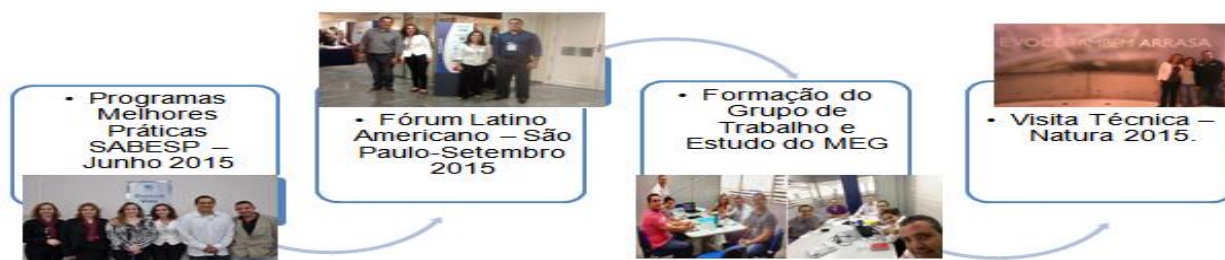 • Programas
Melhores
Práticas
SABESP –
Junho 2015
• Fórum Latino
Americano – São
Paulo-Setembro
2015
• Formação do
Grupo de
Trabalho e
Estudo do MEG
E VOCÊ TAMBÉM ARRASA
• Visita Técnica –
Natura 2015.